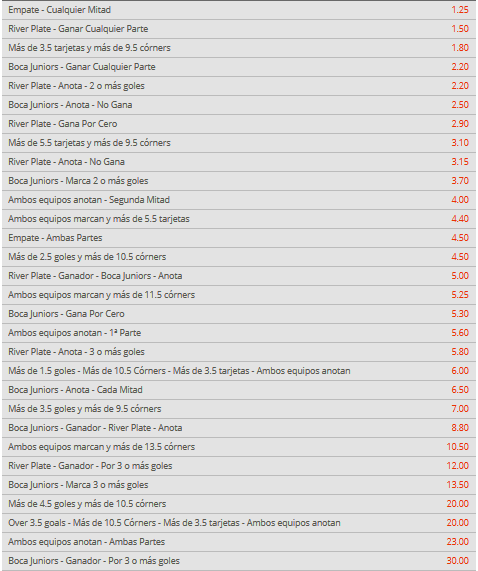 Empate - Cualquier Mitad 1.25
River Plate - Ganar Cualquier Parte 1.50
Más de 3.5 tarjetas y más de 9.5 córners 1.80
Boca Juniors - Ganar Cualquier Parte 2.20
River Plate - Anota - 2 o más goles 2.20
Boca Juniors - Anota - No Gana 2.50
River Plate - Gana Por Cero 2.90
Más de 5.5 tarjetas y más de 9.5 córners 3.10
River Plate - Anota - No Gana 3.15
Boca Juniors - Marca 2 o más goles 3.70
Ambos equipos anotan - Segunda Mitad 4.00
Ambos equipos marcan y más de 5.5 tarjetas 4.40
Empate - Ambas Partes 4.50
Más de 2.5 goles y más de 10.5 córners 4.50
River Plate - Ganador - Boca Juniors - Anota 5.00
Ambos equipos marcan y más de 11.5 córners 5.25
Boca Juniors - Gana Por Cero 5.30
Ambos equipos anotan - 1ª Parte 5.60
River Plate - Anota - 3 o más goles 5.80
Más de 1.5 goles - Más de 10.5 Córners - Más de 3.5 tarjetas - Ambos equipos anotan 6.00
Boca Juniors - Anota - Cada Mitad 6.50
Más de 3.5 goles y más de 9.5 córners 7.00
Boca Juniors - Ganador - River Plate - Anota 8.80
Ambos equipos marcan y más de 13.5 córners 10.50
River Plate - Ganador - Por 3 o más goles 12.00
Boca Juniors - Marca 3 o más goles 13.50
Más de 4.5 goles y más de 10.5 córners 20.00
Over 3.5 goals - Más de 10.5 Córners - Más de 3.5 tarjetas - Ambos equipos anotan 20.00
Ambos equipos anotan - Ambas Partes 23.00
Boca Juniors - Ganador - Por 3 o más goles 30.00